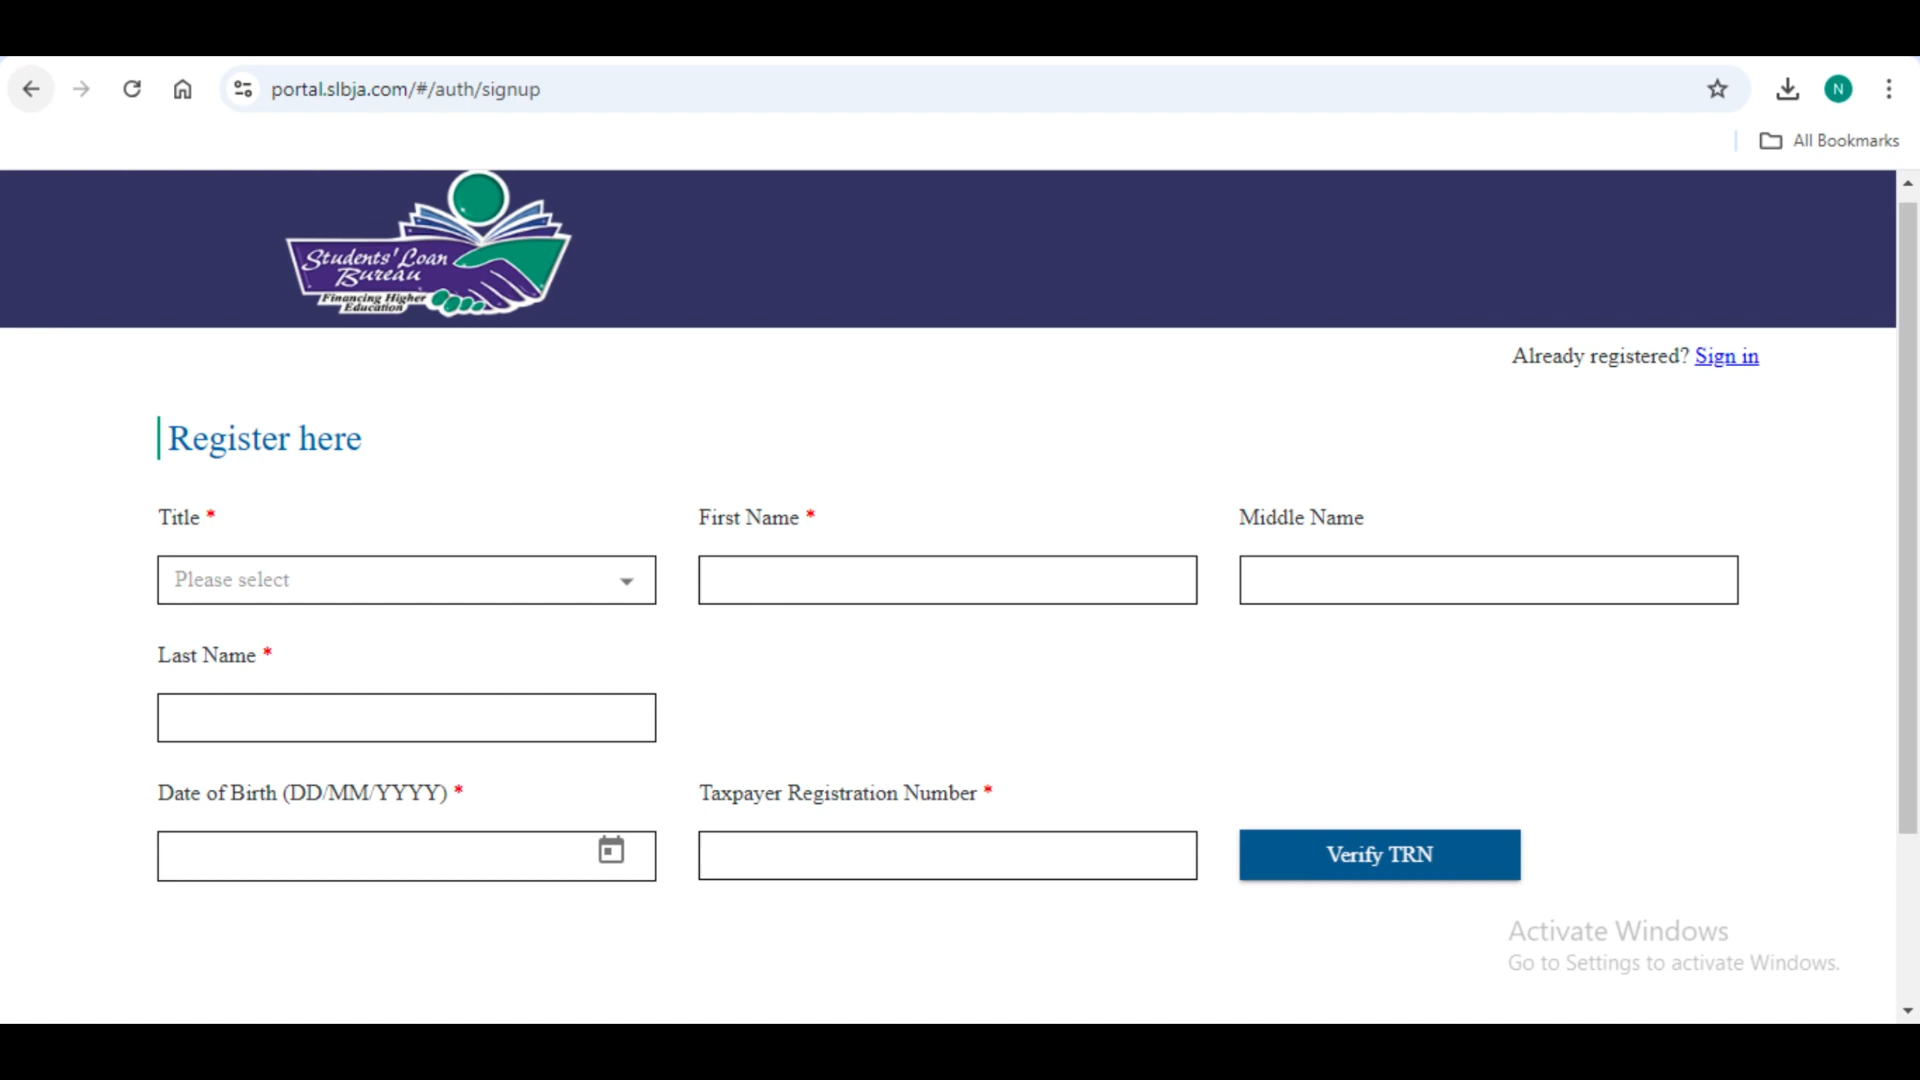 portal.slbja.com/#/auth/signup
N
All Bookmarks
Students' Loan
Bureau
Financing Higher
Education
Already registered? Sign in
Register here
Title *
First Name *
Middle Name
Please select
Last Name *
Date of Birth (DD/MM/YYYY) *
Taxpayer Registration Number *
Verify TRN
Activate Windows
Go to Settings to activate Windows.